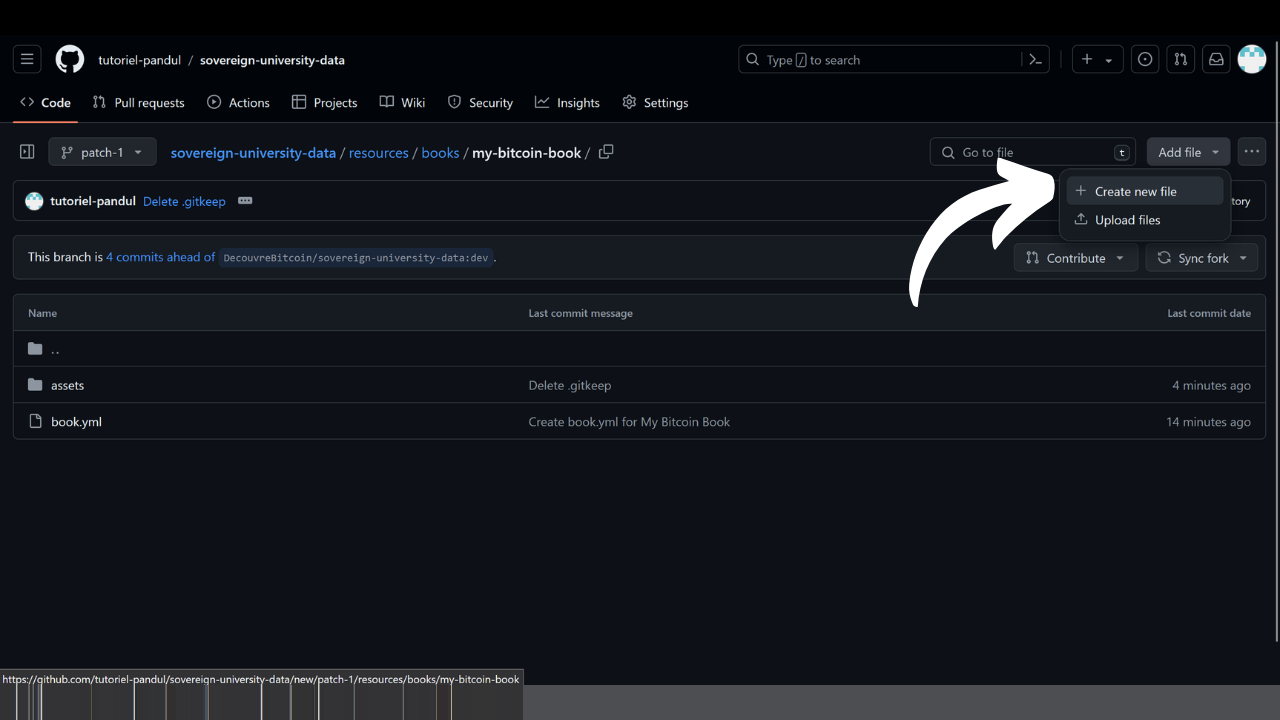 tutoriel-pandul / sovereign-university-data Type / to search
Code Pull requests Actions Projects Wiki Security Insights Settings
patch-1 sovereign-university-data / resources / books / my-bitcoin-book / Go to file t Add file
Create new file
Upload files
tutoriel-pandul Delete .gitkeep tory
This branch is 4 commits ahead of DecouvreBitcoin/sovereign-university-data:dev . Contribute Sync fork
Name Last commit message Last commit date
..
assets Delete .gitkeep 4 minutes ago
book.yml Create book.yml for My Bitcoin Book 14 minutes ago
https://github.com/tutoriel-pandul/sovereign-university-data/new/patch-1/resources/books/my-bitcoin-book